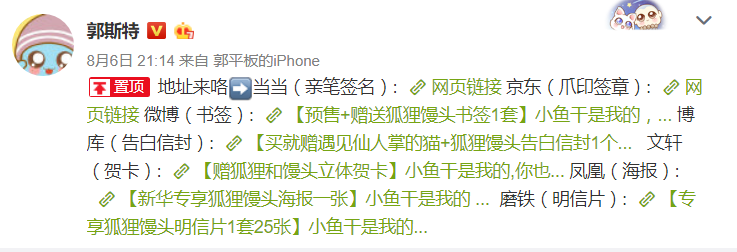 郭斯特
8月6日 21:14 来自 郭平板的iPhone
置顶 地址来咯➡当当（亲笔签名）：网页链接 京东（爪印签章）：网
页链接 微博（书签）：【预售+赠送狐狸馒头书签1套】小鱼干是我的，... 博
库（告白信封）：【买就赠遇见仙人掌的猫+狐狸馒头告白信封1个... 文轩
（贺卡）：【赠狐狸和馒头立体贺卡】小鱼干是我的,你也... 凤凰（海报）：
【新华专享狐狸馒头海报一张】小鱼干是我的 ... 磨铁（明信片）：【专
享狐狸馒头明信片1套25张】小鱼干是我的...